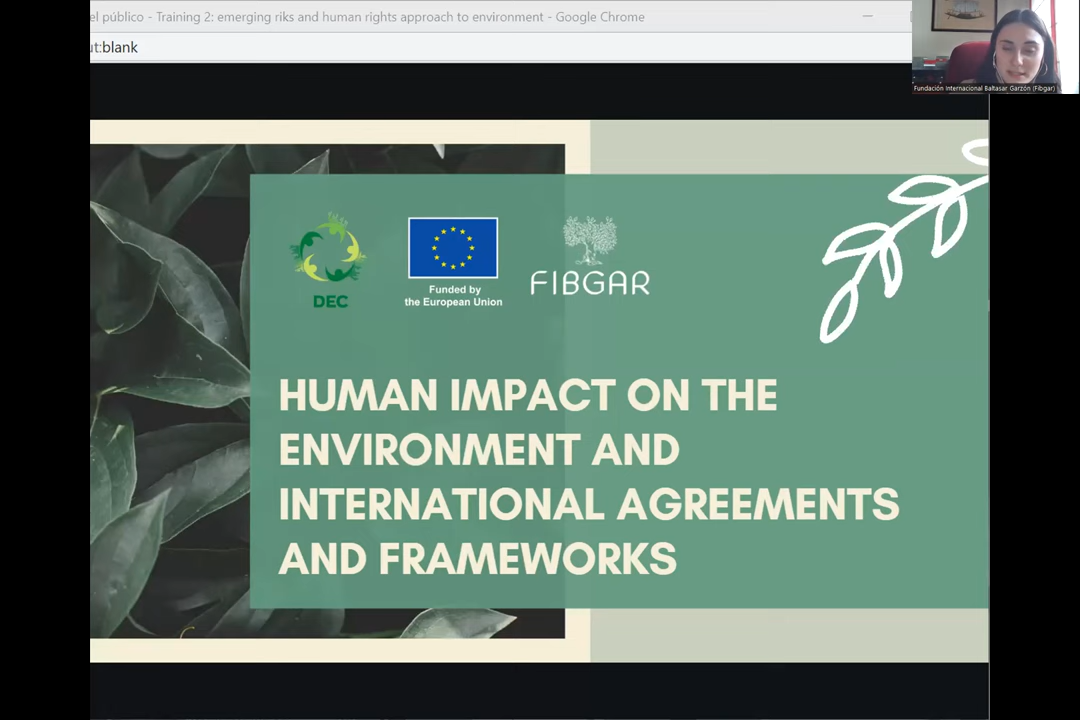 el público - Training 2: emerging riks and human rights approach to environment - Google Chrome
ut:blank
Fundación Internacional Baltasar Garzón (Fibgar)
DEC
Funded by
the European Union
FIBGAR
HUMAN IMPACT ON THE
ENVIRONMENT AND
INTERNATIONAL AGREEMENTS
AND FRAMEWORKS